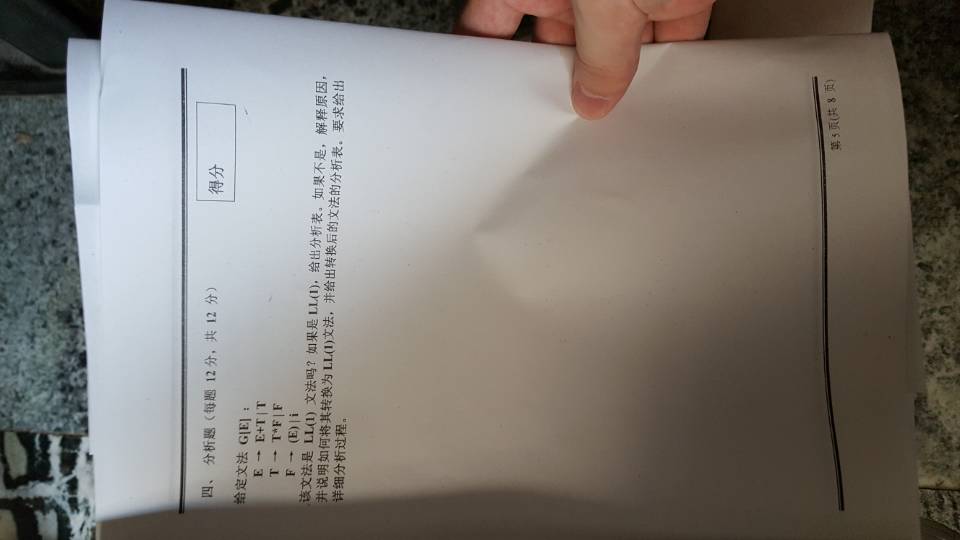 四、 分析题（每题 12分，共 12 分）
得分
给定文法 G[E] ：
E → E+T | T
T → T*F | F
F → (E) | i
该文法是 LL(1) 文法吗？如果是 LL(1)，给出分析表。如果不是，解释原因，
并说明如何将其转换为 LL(1)文法，并给出转换后的文法的分析表。要求给出
详细分析过程。
第 5 页(共 8 页)